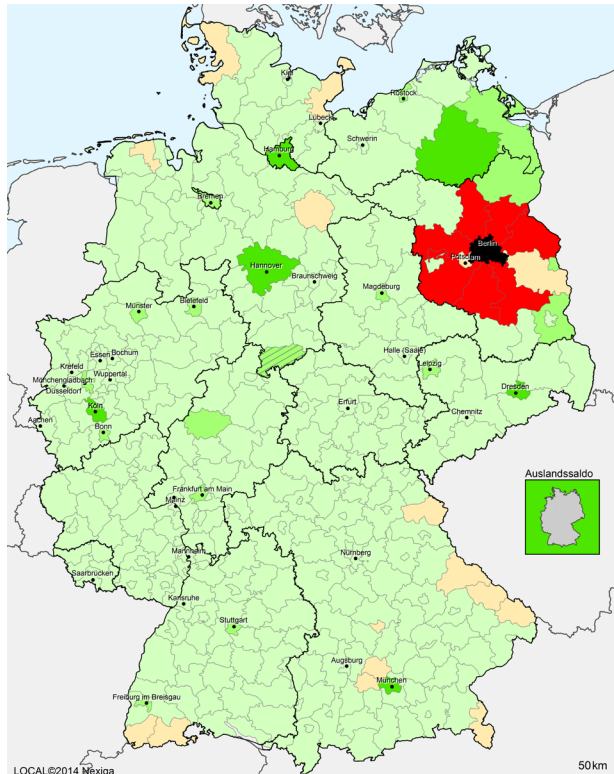 Kiel
Rostock
Lübeck
Schwerin
Hamburg
Bremen
Berlin
Potsdam
Hannover
Braunschweig
Magdeburg
Münster
Bielefeld
Essen
Bochum
Krefeld
Halle (Saale)
Leipzig
Mönchengladbach
Wuppertal
Düsseldorf
Dresden
Köln
Erfurt
Chemnitz
Aachen
Bonn
Auslandssaldo
Frankfurt am Main
Mainz
Mannheim
Nürnberg
Saarbrücken
Karlsruhe
Stuttgart
Augsburg
München
Freiburg im Breisgau
LOCAL©2014 Nexiga
50km